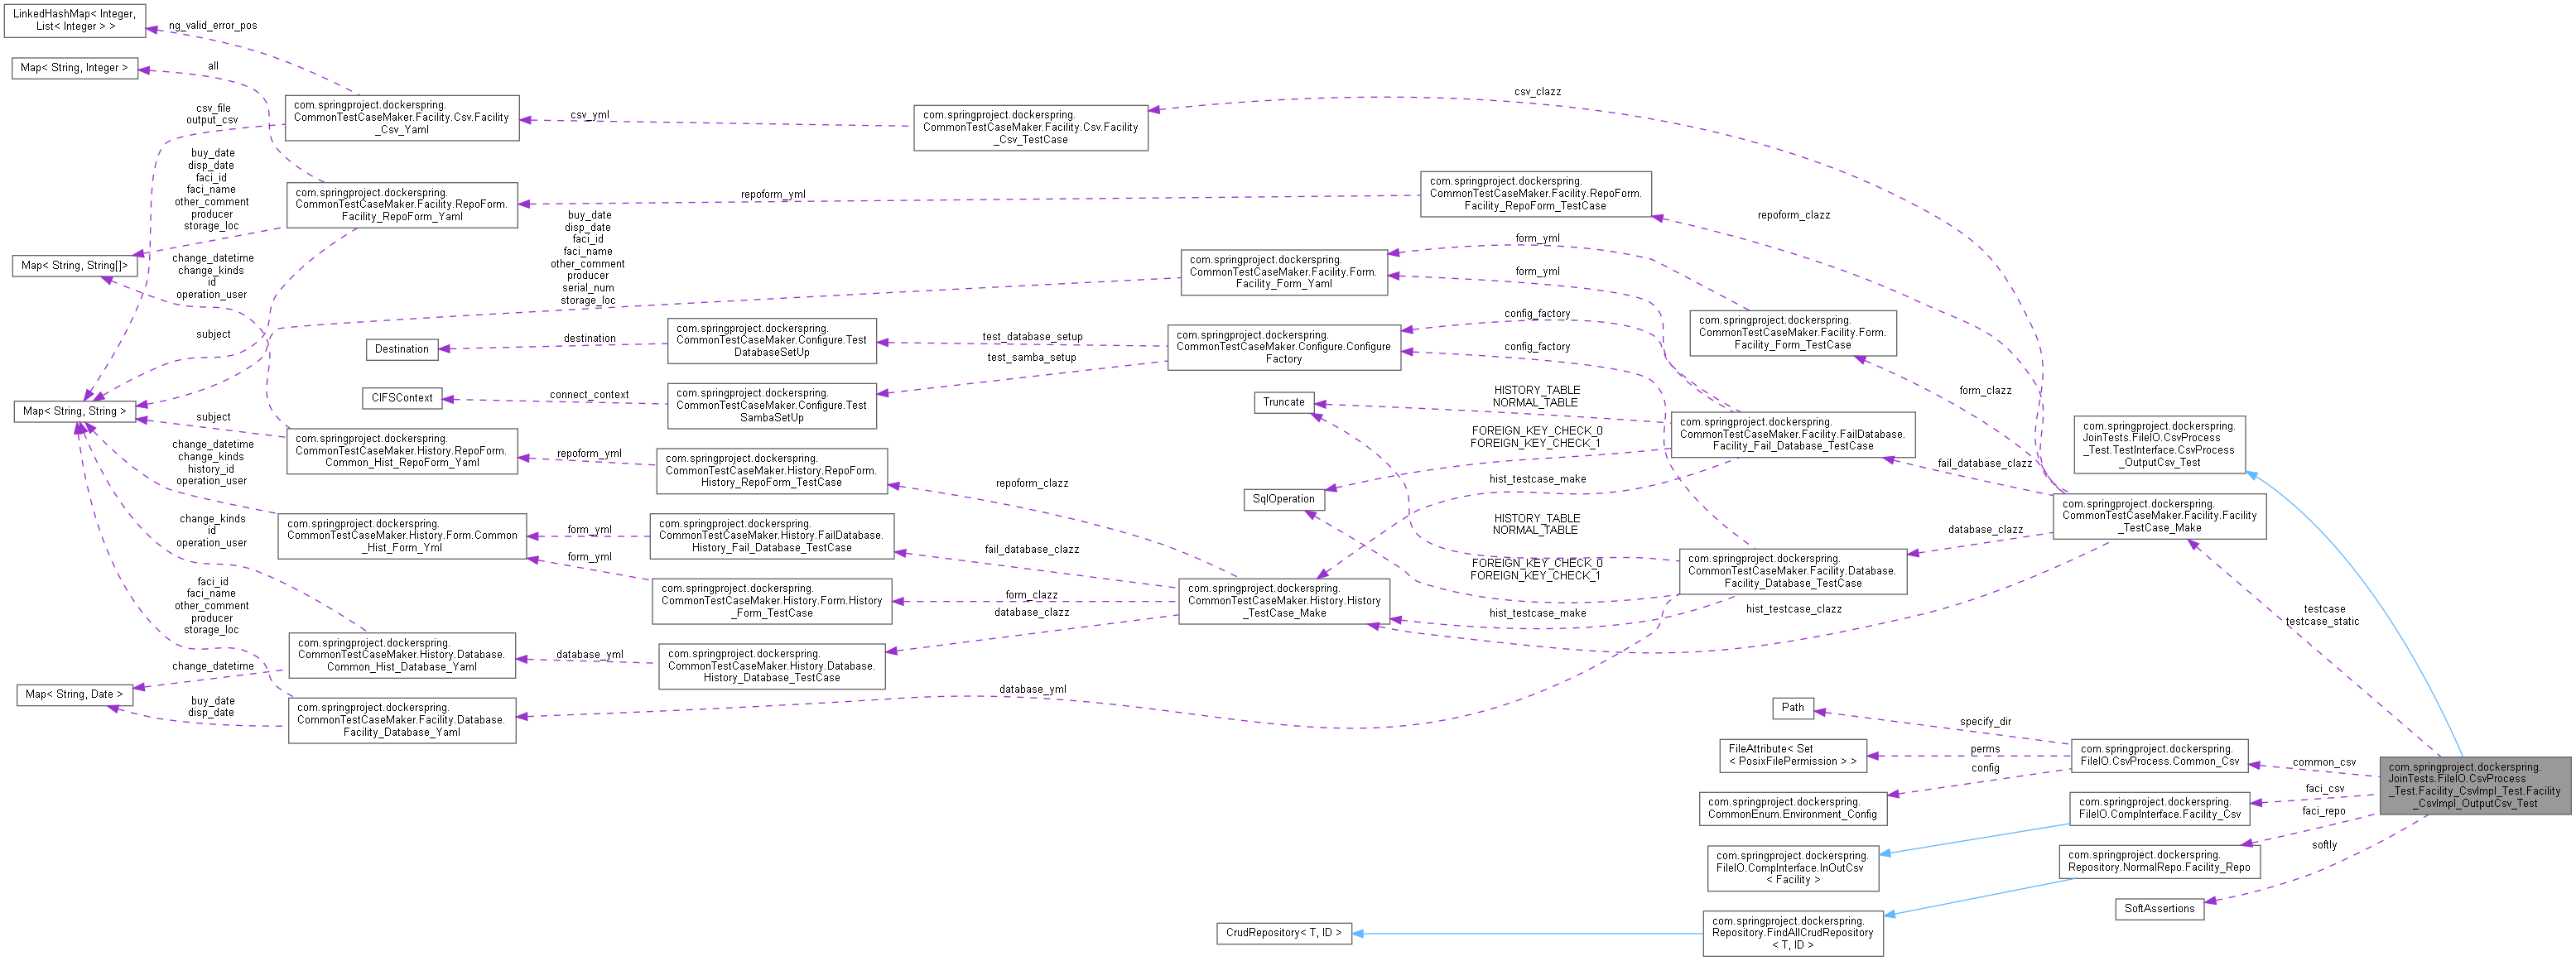 LinkedHashMap< Integer,
List< Integer > >
ng_valid_error_pos
Map< String, Integer >
all
csv_file
output_csv
com.springproject.dockerspring.
CommonTestCaseMaker.Facility.Csv.Facility
_Csv_Yaml
csv_yml
com.springproject.dockerspring.
CommonTestCaseMaker.Facility.Csv.Facility
_Csv_TestCase
csv_clazz
buy_date
disp_date
faci_id
faci_name
other_comment
producer
storage_loc
com.springproject.dockerspring.
CommonTestCaseMaker.Facility.RepoForm.
Facility_RepoForm_Yaml
repoform_yml
com.springproject.dockerspring.
CommonTestCaseMaker.Facility.RepoForm.
Facility_RepoForm_TestCase
repoform_clazz
Map< String, String[]>
change_datetime
change_kinds
id
operation_user
buy_date
disp_date
faci_id
faci_name
other_comment
producer
serial_num
storage_loc
com.springproject.dockerspring.
CommonTestCaseMaker.Facility.Form.
Facility_Form_Yaml
form_yml
form_yml
com.springproject.dockerspring.
CommonTestCaseMaker.Facility.Form.
Facility_Form_TestCase
form_clazz
subject
Destination
destination
com.springproject.dockerspring.
CommonTestCaseMaker.Configure.Test
DatabaseSetUp
test_database_setup
test_samba_setup
com.springproject.dockerspring.
CommonTestCaseMaker.Configure.Configure
Factory
config_factory
config_factory
CIFSContext
connect_context
com.springproject.dockerspring.
CommonTestCaseMaker.Configure.Test
SambaSetUp
Truncate
HISTORY_TABLE
NORMAL_TABLE
FOREIGN_KEY_CHECK_0
FOREIGN_KEY_CHECK_1
com.springproject.dockerspring.
CommonTestCaseMaker.Facility.FailDatabase.
Facility_Fail_Database_TestCase
fail_database_clazz
com.springproject.dockerspring.
JoinTests.FileIO.CsvProcess
_Test.TestInterface.CsvProcess
_OutputCsv_Test
Map< String, String >
subject
com.springproject.dockerspring.
CommonTestCaseMaker.History.RepoForm.
Common_Hist_RepoForm_Yaml
repoform_yml
com.springproject.dockerspring.
CommonTestCaseMaker.History.RepoForm.
History_RepoForm_TestCase
repoform_clazz
hist_testcase_make
SqlOperation
HISTORY_TABLE
NORMAL_TABLE
com.springproject.dockerspring.
CommonTestCaseMaker.Facility.Facility
_TestCase_Make
database_clazz
change_datetime
change_kinds
history_id
operation_user
com.springproject.dockerspring.
CommonTestCaseMaker.History.Form.Common
_Hist_Form_Yml
form_yml
form_yml
com.springproject.dockerspring.
CommonTestCaseMaker.History.FailDatabase.
History_Fail_Database_TestCase
fail_database_clazz
FOREIGN_KEY_CHECK_0
FOREIGN_KEY_CHECK_1
com.springproject.dockerspring.
CommonTestCaseMaker.Facility.Database.
Facility_Database_TestCase
change_kinds
id
operation_user
com.springproject.dockerspring.
CommonTestCaseMaker.History.Form.History
_Form_TestCase
form_clazz
database_clazz
com.springproject.dockerspring.
CommonTestCaseMaker.History.History
_TestCase_Make
hist_testcase_make
hist_testcase_clazz
testcase
testcase_static
faci_id
faci_name
other_comment
producer
storage_loc
com.springproject.dockerspring.
CommonTestCaseMaker.History.Database.
Common_Hist_Database_Yaml
database_yml
com.springproject.dockerspring.
CommonTestCaseMaker.History.Database.
History_Database_TestCase
change_datetime
Map< String, Date >
buy_date
disp_date
com.springproject.dockerspring.
CommonTestCaseMaker.Facility.Database.
Facility_Database_Yaml
database_yml
Path
specify_dir
FileAttribute< Set
< PosixFilePermission > >
perms
config
com.springproject.dockerspring.
FileIO.CsvProcess.Common_Csv
common_csv
com.springproject.dockerspring.
CommonEnum.Environment_Config
com.springproject.dockerspring.
FileIO.CompInterface.Facility_Csv
faci_csv
faci_repo
softly
com.springproject.dockerspring.
JoinTests.FileIO.CsvProcess
_Test.Facility_CsvImpl_Test.Facility
_CsvImpl_OutputCsv_Test
com.springproject.dockerspring.
FileIO.CompInterface.InOutCsv
< Facility >
com.springproject.dockerspring.
Repository.NormalRepo.Facility_Repo
SoftAssertions
CrudRepository< T, ID >
com.springproject.dockerspring.
Repository.FindAllCrudRepository
< T, ID >